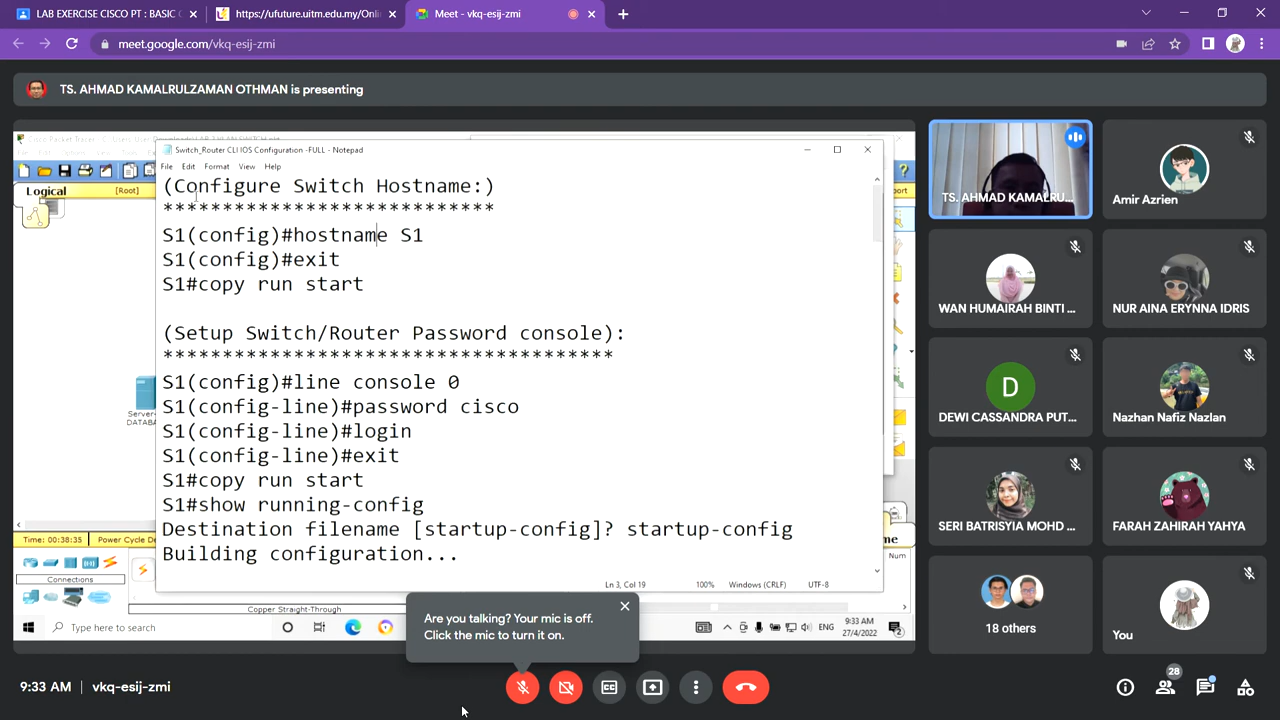 LAB EXERCISE CISCO PT : BASIC C
https://ufuture.uitm.edu.my/Onli
Meet - vkq-esij-zmi
meet.google.com/vkq-esij-zmi
TS. AHMAD KAMALRULZAMAN OTHMAN is presenting
Switch_Router CLI IOS Configuration -FULL - Notepad
File Edit Format View Help
Logical
[Root]
(Configure Switch Hostname:)
****************************
S1(config)#hostname S1
S1(config)#exit
S1#copy run start
(Setup Switch/Router Password console):
**************************************
S1(config)#line console 0
S1(config-line)#password cisco
S1(config-line)#login
S1(config-line)#exit
S1#copy run start
S1#show running-config
Destination filename [startup-config]? startup-config
Building configuration...
Server-
DATABA
Ln 3, Col 19
100%
Windows (CRLF)
UTF-8
Time: 00:38:35
Power Cycle De
Num
Connections
Copper Straight-Through
Type here to search
ENG
9:33 AM
27/4/2022
2
Are you talking? Your mic is off.
Click the mic to turn it on.
TS. AHMAD KAMALRU...
Amir Azrien
WAN HUMAIRAH BINTI ...
NUR AINA ERYNNA IDRIS
D
DEWI CASSANDRA PUT...
Nazhan Nafiz Nazlan
SERI BATRISYIA MOHD ...
FARAH ZAHIRAH YAHYA
18 others
You
9:33 AM
vkq-esij-zmi
28